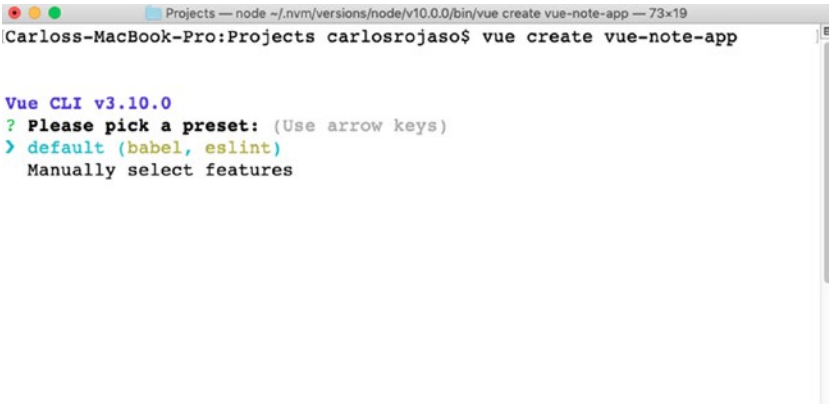 Projects — node ~/.nvm/versions/node/v10.0.0/bin/vue create vue-note-app — 73×19
[Carloss-MacBook-Pro:Projects carlosrojaso$ vue create vue-note-app ]
Vue CLI v3.10.0
? Please pick a preset: (Use arrow keys)
❯ default (babel, eslint)
Manually select features